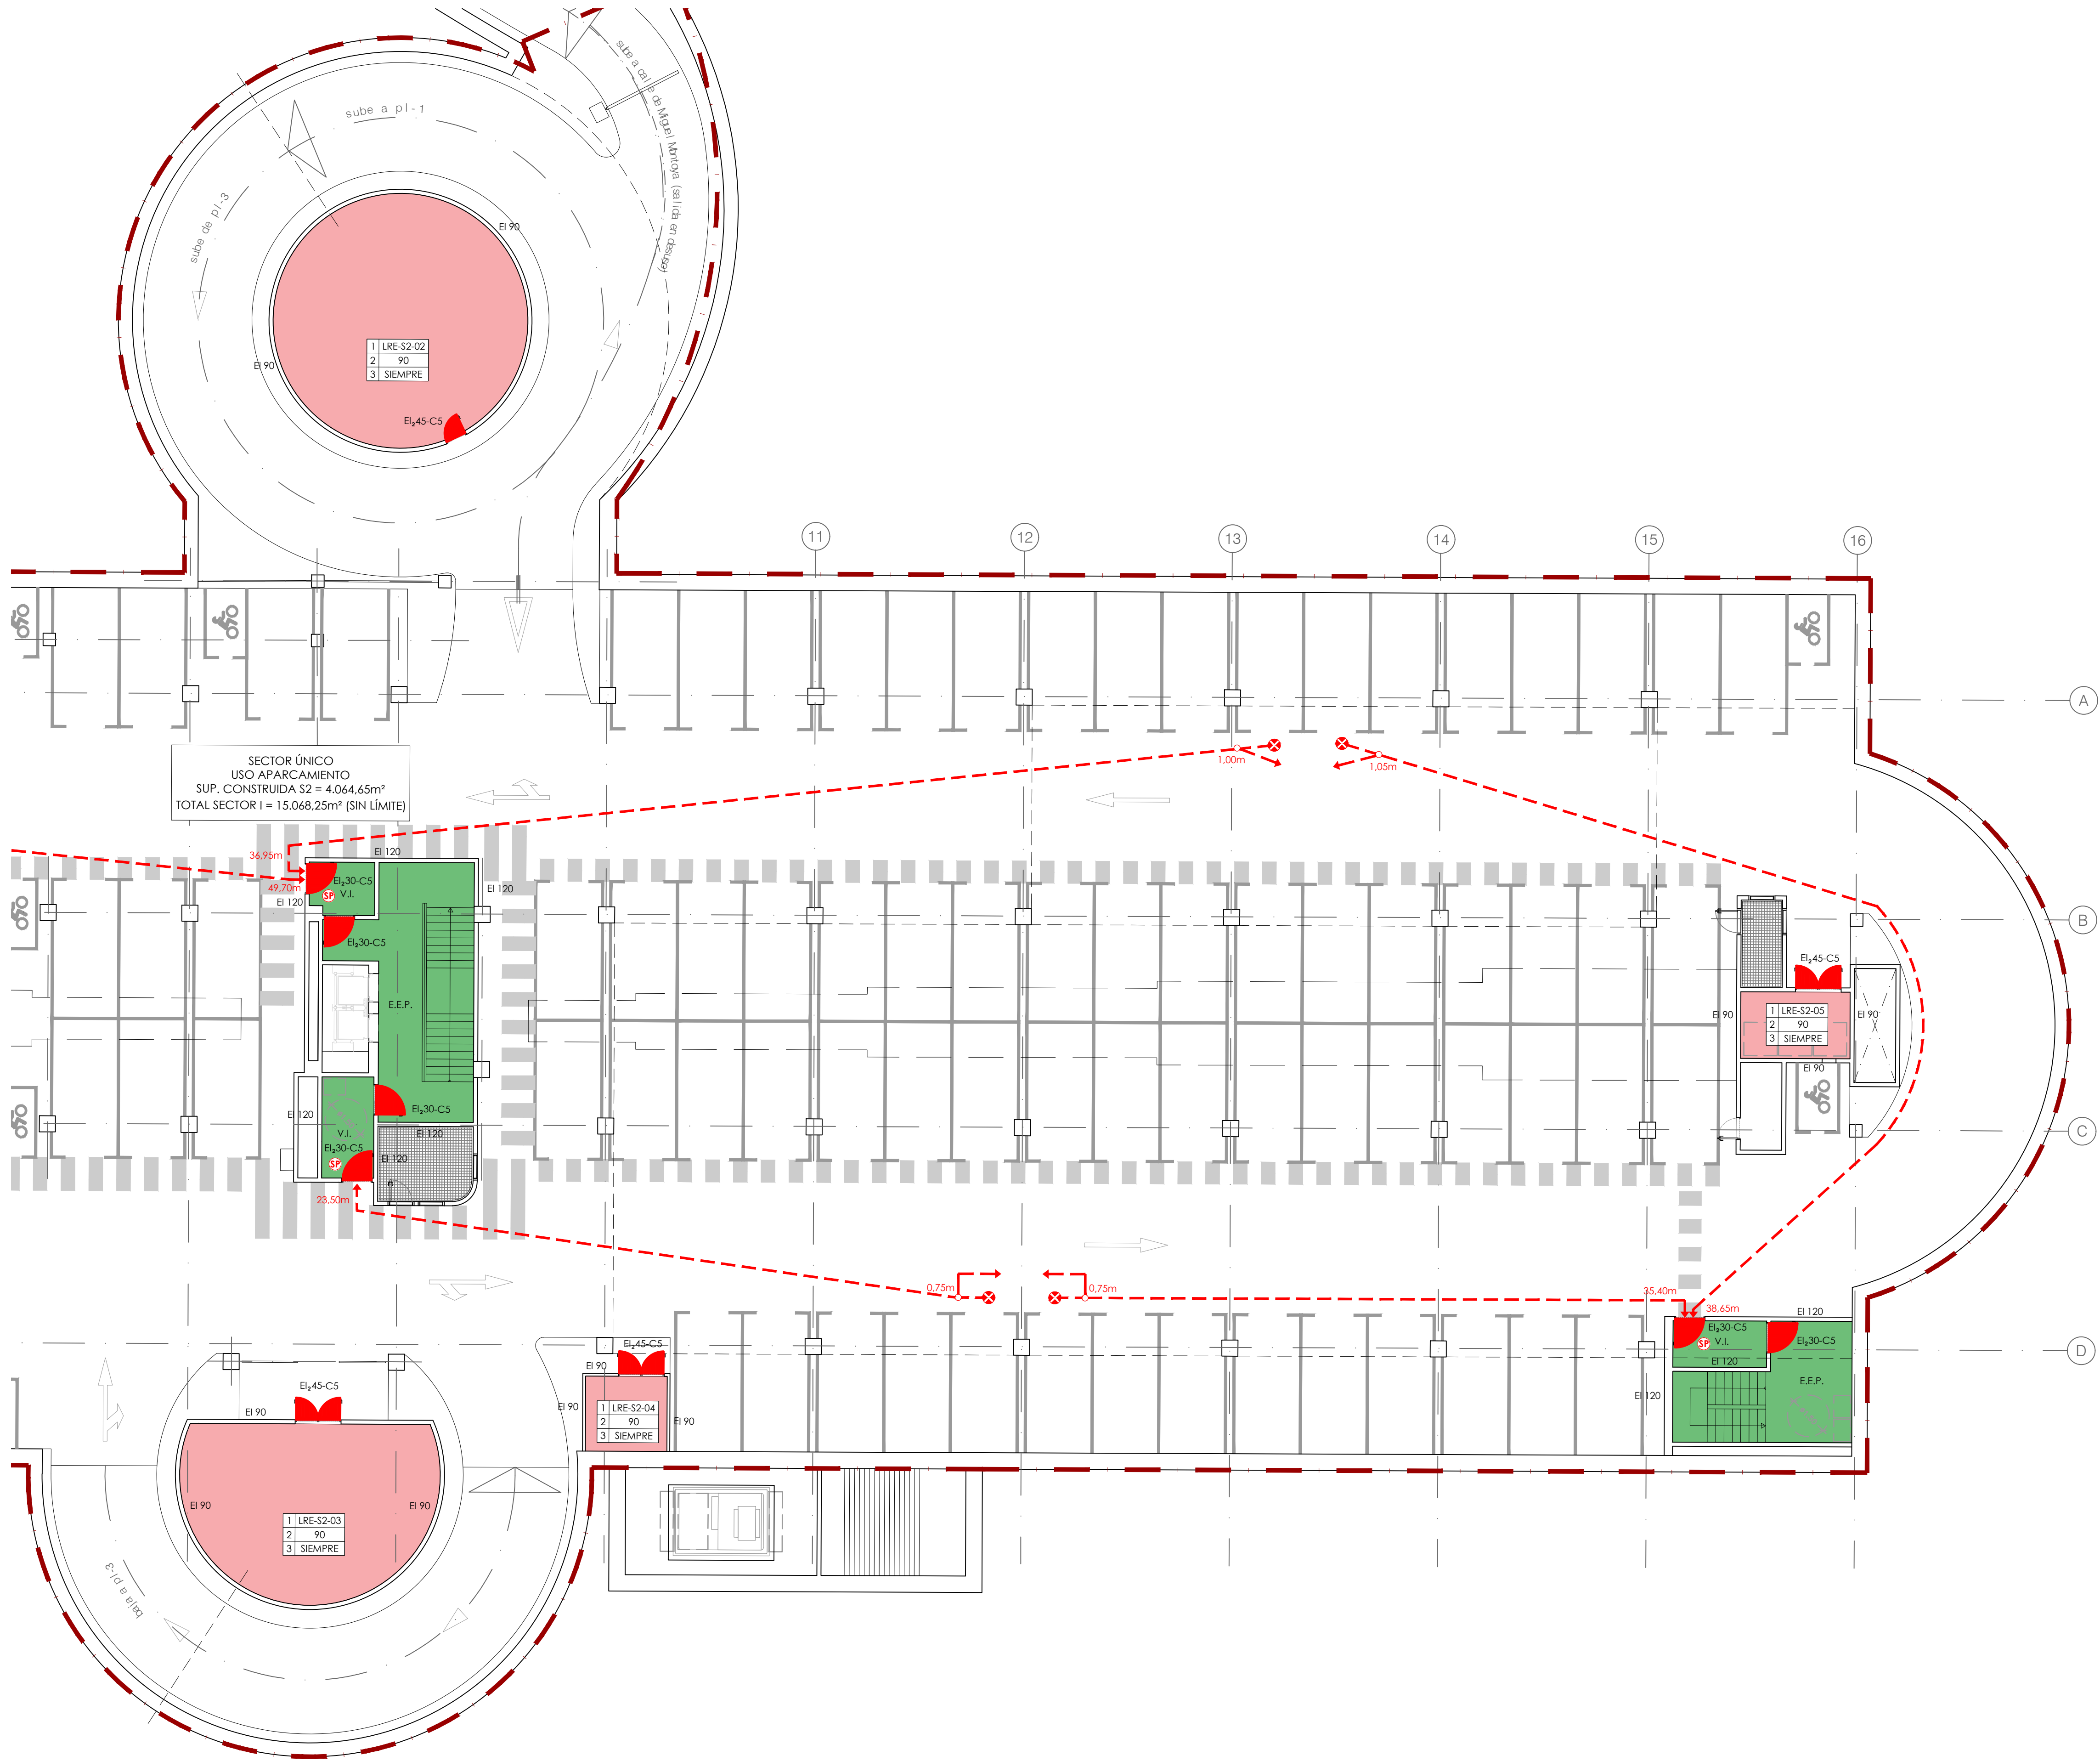 sube a calle de Miguel Montoya (salida en desuso)
sube a pl-1
sube de pl-3
EI 90
1 LRE-S2-02
2 90
3 SIEMPRE
EI 90
EI₂45-C5
11
12
13
14
15
16
A
SECTOR ÚNICO
USO APARCAMIENTO
SUP. CONSTRUIDA S2 = 4.064,65m²
TOTAL SECTOR I = 15.068,25m² (SIN LÍMITE)
1,00m
1,05m
36,95m
EI 120
49,70m
EI₂30-C5
V.I.
SP
EI 120
EI 120
EI₂30-C5
B
EI₂45-C5
E.E.P.
EI 90
1 LRE-S2-05
2 90
3 SIEMPRE
EI 90
EI 90
EI 120
EI₂30-C5
V.I.
EI 120
EI₂30-C5
SP
EI 120
C
23,50m
0,75m
0,75m
35,40m
38,65m
EI 120
EI₂30-C5
V.I.
SP
EI₂30-C5
EI 120
D
EI₂45-C5
EI 90
E.E.P.
EI₂45-C5
EI 90
EI 90
1 LRE-S2-04
2 90
3 SIEMPRE
EI 90
EI 120
EI 90
EI 90
1 LRE-S2-03
2 90
3 SIEMPRE
baja a pl-3